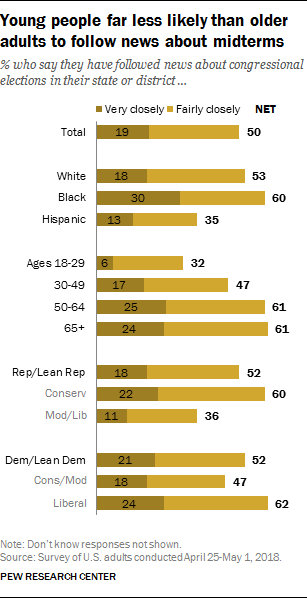 Young people far less likely than older
adults to follow news about midterms
% who say they have followed news about congressional
elections in their state or district ...
Very closely Fairly closely NET
Total 19 50
White 18 53
Black 30 60
Hispanic 13 35
Ages 18-29 6 32
30-49 17 47
50-64 25 61
65+ 24 61
Rep/Lean Rep 18 52
Conserv 22 60
Mod/Lib 11 36
Dem/Lean Dem 21 52
Cons/Mod 18 47
Liberal 24 62
Note: Don't know responses not shown.
Source: Survey of U.S. adults conducted April 25-May 1, 2018.
PEW RESEARCH CENTER